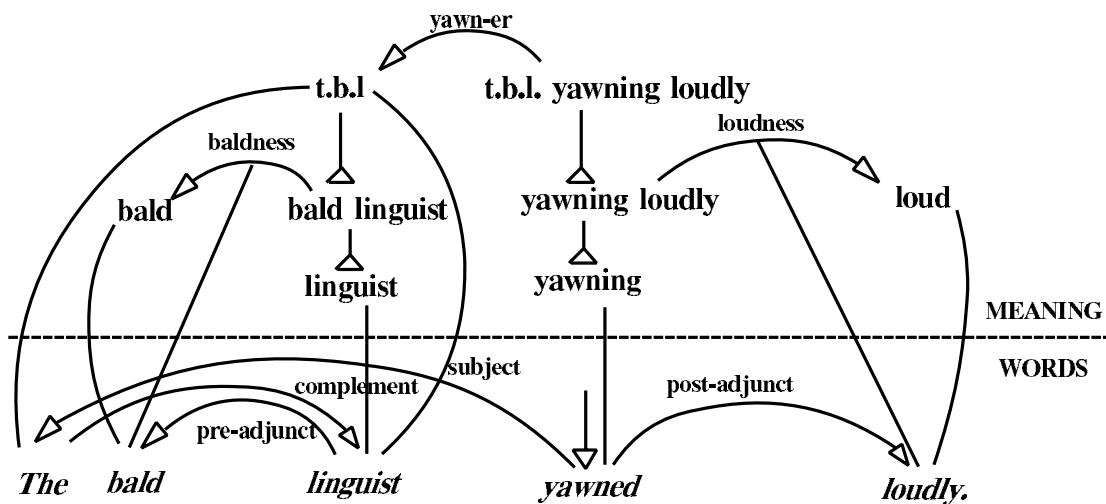 yawn-er
t.b.l
t.b.l. yawning loudly
baldness
loudness
bald
bald linguist
yawning loudly
loud
linguist
yawning
MEANING
WORDS
subject
complement
post-adjunct
pre-adjunct
The bald linguist yawned loudly.